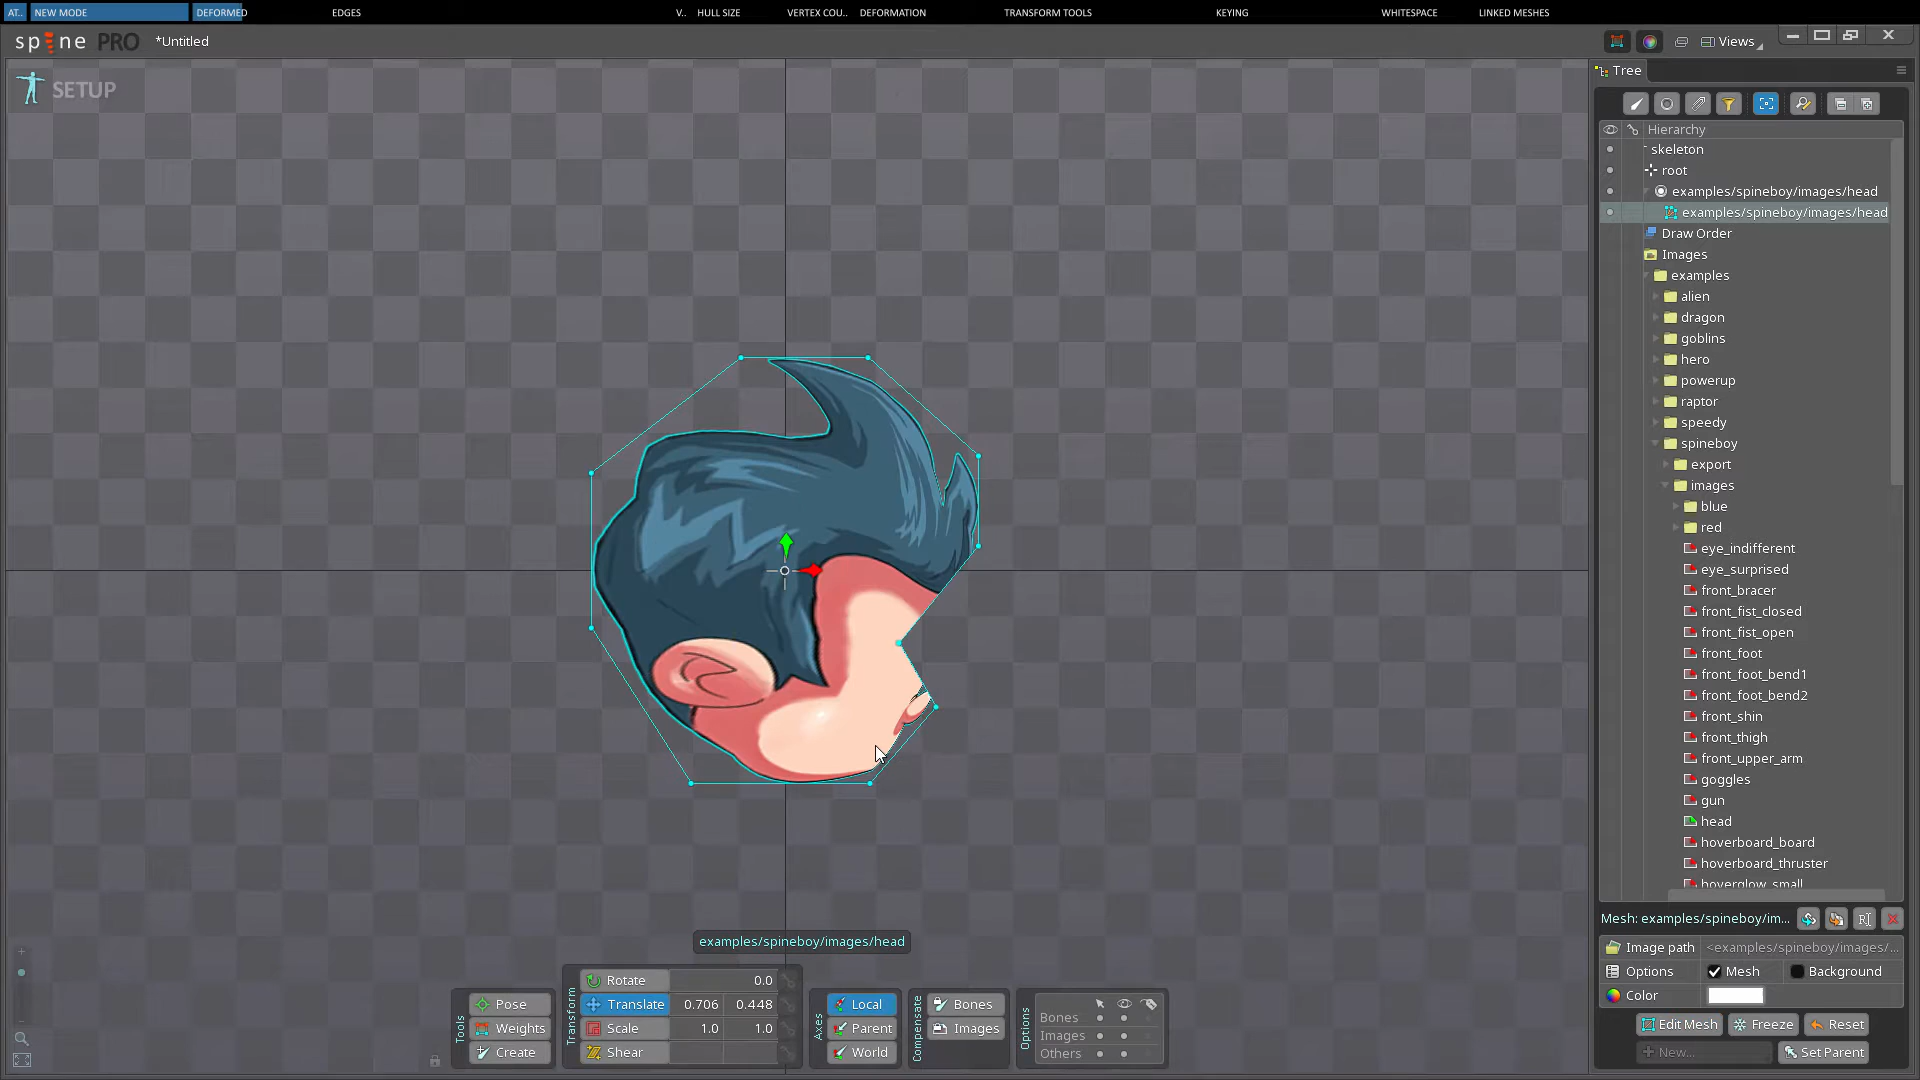 AT.. NEW MODE DEFORMED EDGES V.. HULL SIZE VERTEX COU.. DEFORMATION TRANSFORM TOOLS KEYING WHITESPACE LINKED MESHES
spine PRO *Untitled Views
SETUP
Tree
Hierarchy
skeleton
root
examples/spineboy/images/head
examples/spineboy/images/head
Draw Order
Images
examples
alien
dragon
goblins
hero
powerup
raptor
speedy
spineboy
export
images
blue
red
eye_indifferent
eye_surprised
front_bracer
front_fist_closed
front_fist_open
front_foot
front_foot_bend1
front_foot_bend2
front_shin
front_thigh
front_upper_arm
goggles
gun
head
hoverboard_board
hoverboard_thruster
hoverglow_small
Mesh: examples/spineboy/im...
Image path <examples/spineboy/images/...
Options Mesh Background
Color
Edit Mesh Freeze Reset
New... Set Parent
examples/spineboy/images/head
Tools
Pose
Weights
Create
Transform
Rotate 0.0
Translate 0.706 0.448
Scale 1.0 1.0
Shear
Axes
Local
Parent
World
Compensate
Bones
Images
Options
Bones
Images
Others